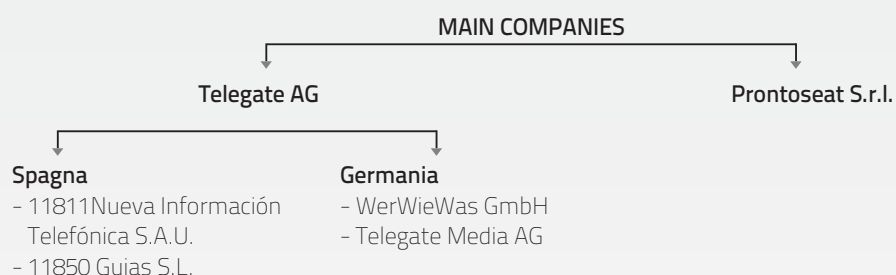 MAIN COMPANIES
Telegate AG
Prontoseat S.r.l.
Spagna
- 11811Nueva Información
Telefónica S.A.U.
- 11850 Guias S.L.
Germania
- WerWieWas GmbH
- Telegate Media AG